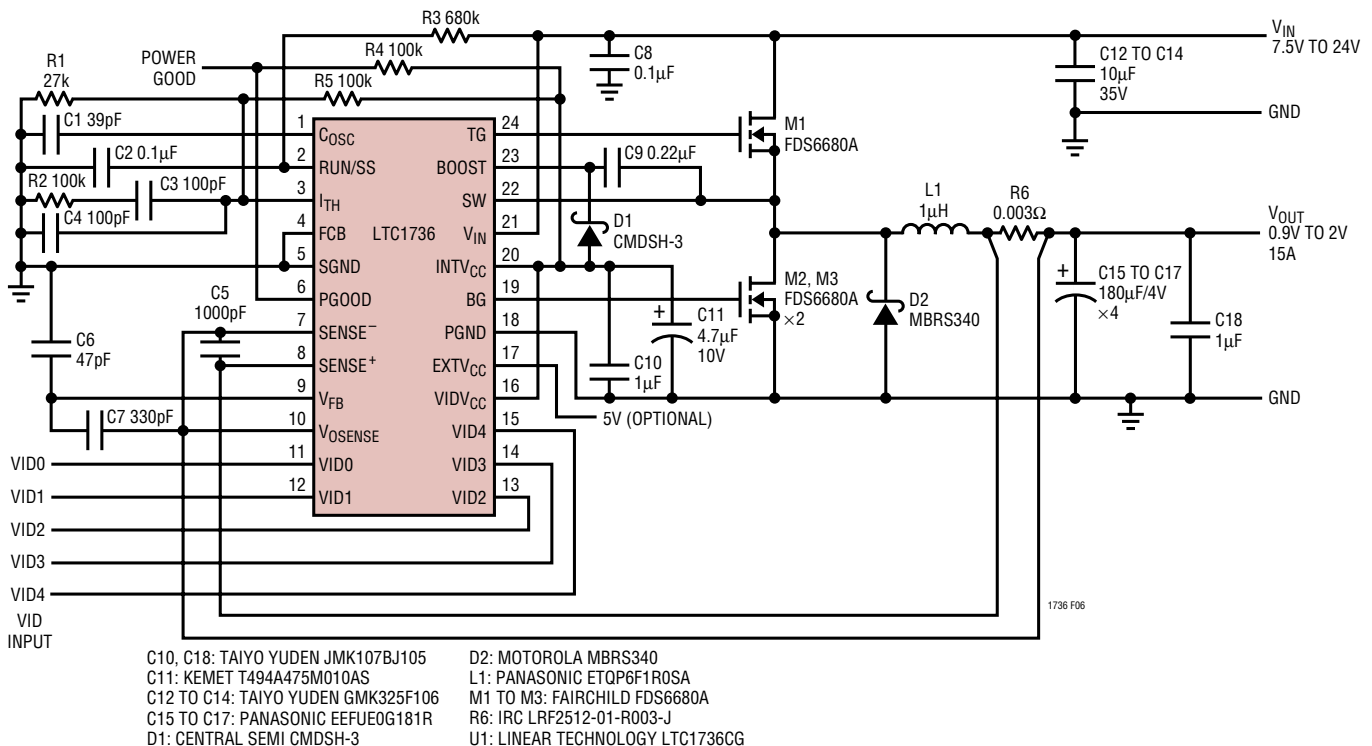 R3 680k
VIN
7.5V TO 24V
POWER
GOOD
R4 100k
C8
0.1µF
C12 TO C14
10µF
35V
R1
27k
R5 100k
GND
C1 39pF
1 COSC
TG 24
M1
FDS6680A
C2 0.1µF
2 RUN/SS
BOOST 23
C9 0.22µF
R2 100k
C3 100pF
3 ITH
SW 22
L1
1µH
R6
0.003Ω
C4 100pF
4 FCB
LTC1736
VIN 21
D1
CMDSH-3
VOUT
0.9V TO 2V
15A
5 SGND
INTVCC 20
C5
1000pF
6 PGOOD
BG 19
M2, M3
FDS6680A
×2
D2
MBRS340
+
C15 TO C17
180µF/4V
×4
7 SENSE−
PGND 18
+
C11
4.7µF
10V
C18
1µF
C6
47pF
8 SENSE+
EXTVCC 17
C10
1µF
9 VFB
VIDVCC 16
GND
C7 330pF
5V (OPTIONAL)
10 VOSENSE
VID4 15
VID0
11 VID0
VID3 14
VID1
12 VID1
VID2 13
VID2
VID3
VID4
VID
INPUT
1736 F06
C10, C18: TAIYO YUDEN JMK107BJ105
C11: KEMET T494A475M010AS
C12 TO C14: TAIYO YUDEN GMK325F106
C15 TO C17: PANASONIC EEFUE0G181R
D1: CENTRAL SEMI CMDSH-3
D2: MOTOROLA MBRS340
L1: PANASONIC ETQP6F1R0SA
M1 TO M3: FAIRCHILD FDS6680A
R6: IRC LRF2512-01-R003-J
U1: LINEAR TECHNOLOGY LTC1736CG